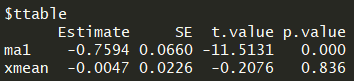 $ttable
      Estimate     SE  t.value p.value
ma1    -0.7594 0.0660 -11.5131   0.000
xmean  -0.0047 0.0226  -0.2076   0.836